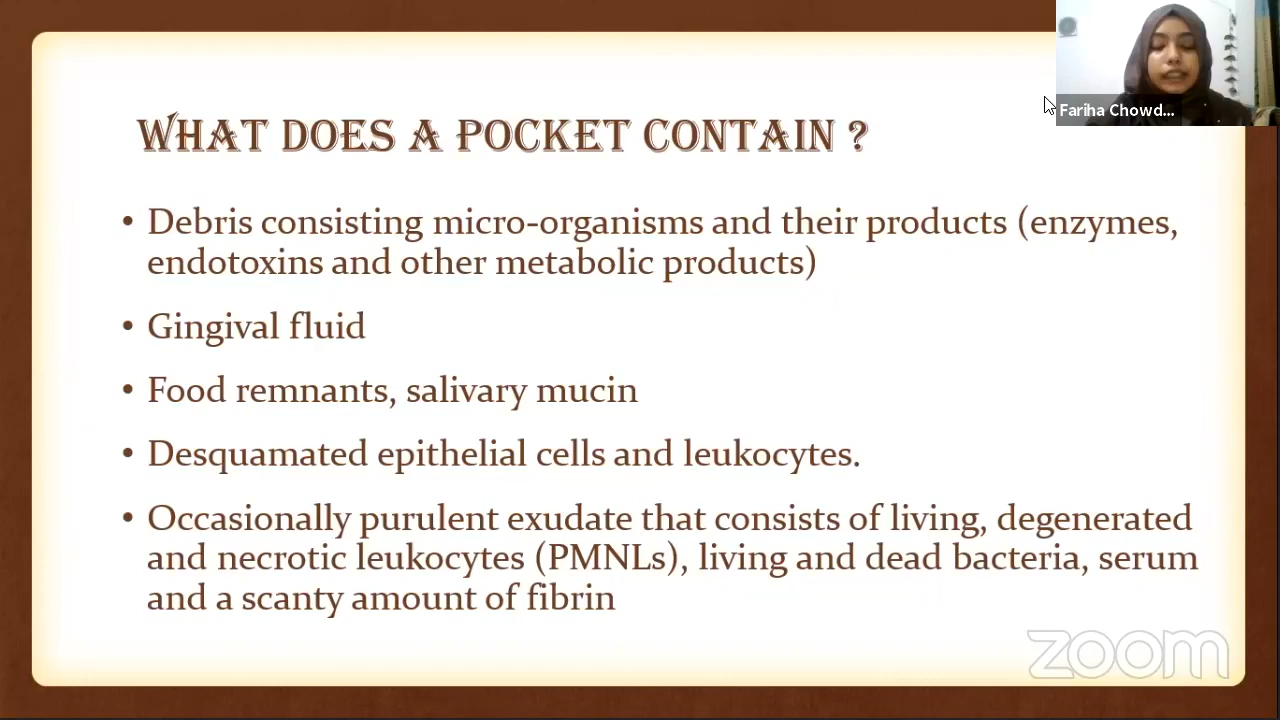 Fariha Chowd...
WHAT DOES A POCKET CONTAIN ?
• Debris consisting micro-organisms and their products (enzymes,
endotoxins and other metabolic products)
• Gingival fluid
• Food remnants, salivary mucin
• Desquamated epithelial cells and leukocytes.
• Occasionally purulent exudate that consists of living, degenerated
and necrotic leukocytes (PMNLs), living and dead bacteria, serum
and a scanty amount of fibrin
zoom